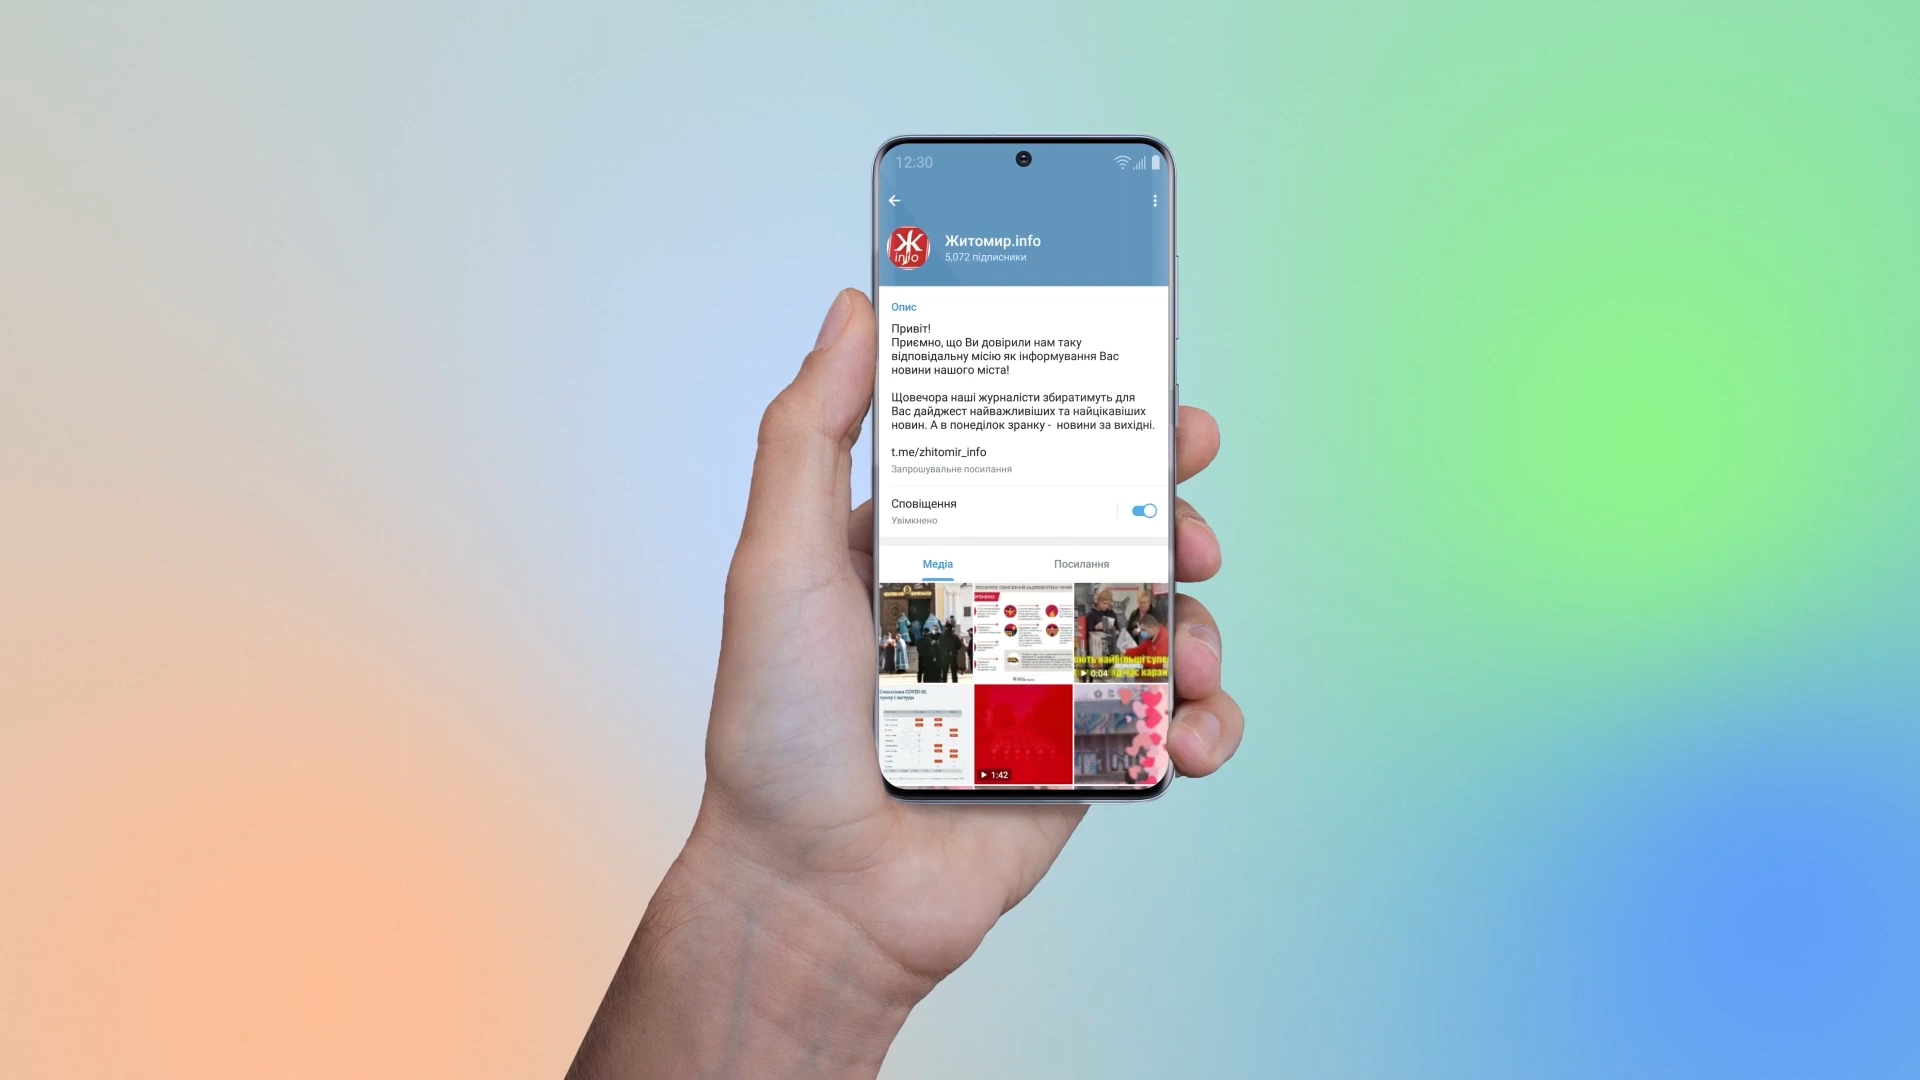 12:30
Ж
info
Житомир.info
5,072 підписники
Опис
Привіт!
Приємно, що Ви довірили нам таку
відповідальну місію як інформування Вас
новини нашого міста!
Щовечора наші журналісти збиратимуть для
Вас дайджест найважливіших та найцікавіших
новин. А в понеділок зранку - новини за вихідні.
t.me/zhitomir_info
Запрошувальне посилання
Сповіщення
Увімкнено
Медіа
Посилання
0:04
1:42